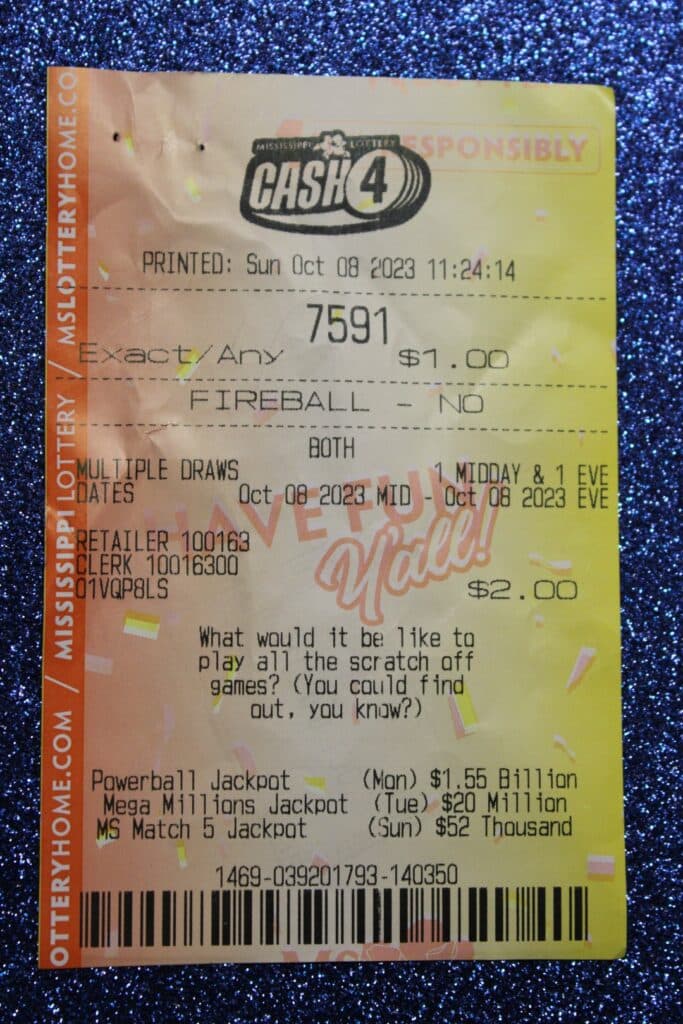 RESPONSIBLY
MISSISSIPPI LOTTERY
CASH 4
PRINTED: Sun Oct 08 2023 11:24:14
7591
Exact/Any $1.00
FIREBALL - NO
BOTH
MULTIPLE DRAWS 1 MIDDAY & 1 EVE
DATES Oct 08 2023 MID - Oct 08 2023 EVE
HAVE FUN
Y'all!
RETAILER 100163
CLERK 10016300
01VQP8LS $2.00
What would it be like to
play all the scratch off
games? (You could find
out, you know?)
Powerball Jackpot (Mon) $1.55 Billion
Mega Millions Jackpot (Tue) $20 Million
MS Match 5 Jackpot (Sun) $52 Thousand
1469-039201793-140350
OTTERYHOME.COM / MISSISSIPPI LOTTERY / MSLOTTERYHOME.CO